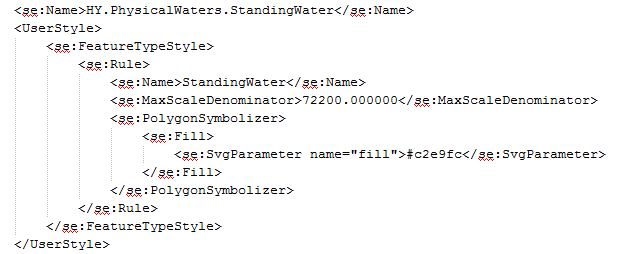 <se:Name>HY.PhysicalWaters.StandingWater</se:Name>
<UserStyle>
    <se:FeatureTypeStyle>
        <se:Rule>
            <se:Name>StandingWater</se:Name>
            <se:MaxScaleDenominator>72200.000000</se:MaxScaleDenominator>
            <se:PolygonSymbolizer>
                <se:Fill>
                    <se:SvgParameter name="fill">#c2e9fc</se:SvgParameter>
                </se:Fill>
            </se:PolygonSymbolizer>
        </se:Rule>
    </se:FeatureTypeStyle>
</UserStyle>